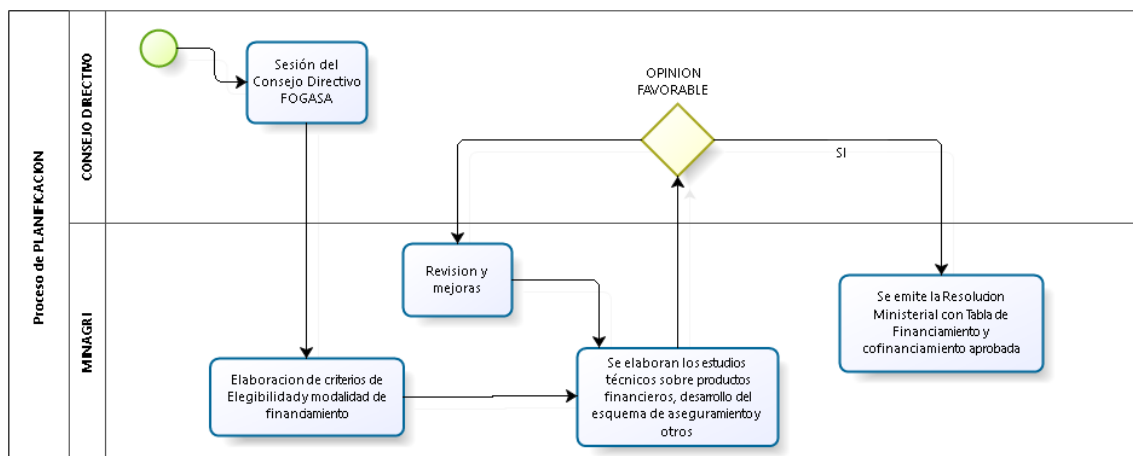 Proceso de PLANIFICACION
CONSEJO DIRECTIVO
Sesión del
Consejo Directivo
FOGASA
OPINION
FAVORABLE
SI
MINAGRI
Revision y
mejoras
Elaboracion de criterios de
Elegibilidad y modalidad de
financiamiento
Se elaboran los estudios
técnicos sobre productos
financieros, desarrollo del
esquema de aseguramiento y
otros
Se emite la Resolucion
Ministerial con Tabla de
Financiamiento y
cofinanciamiento aprobada